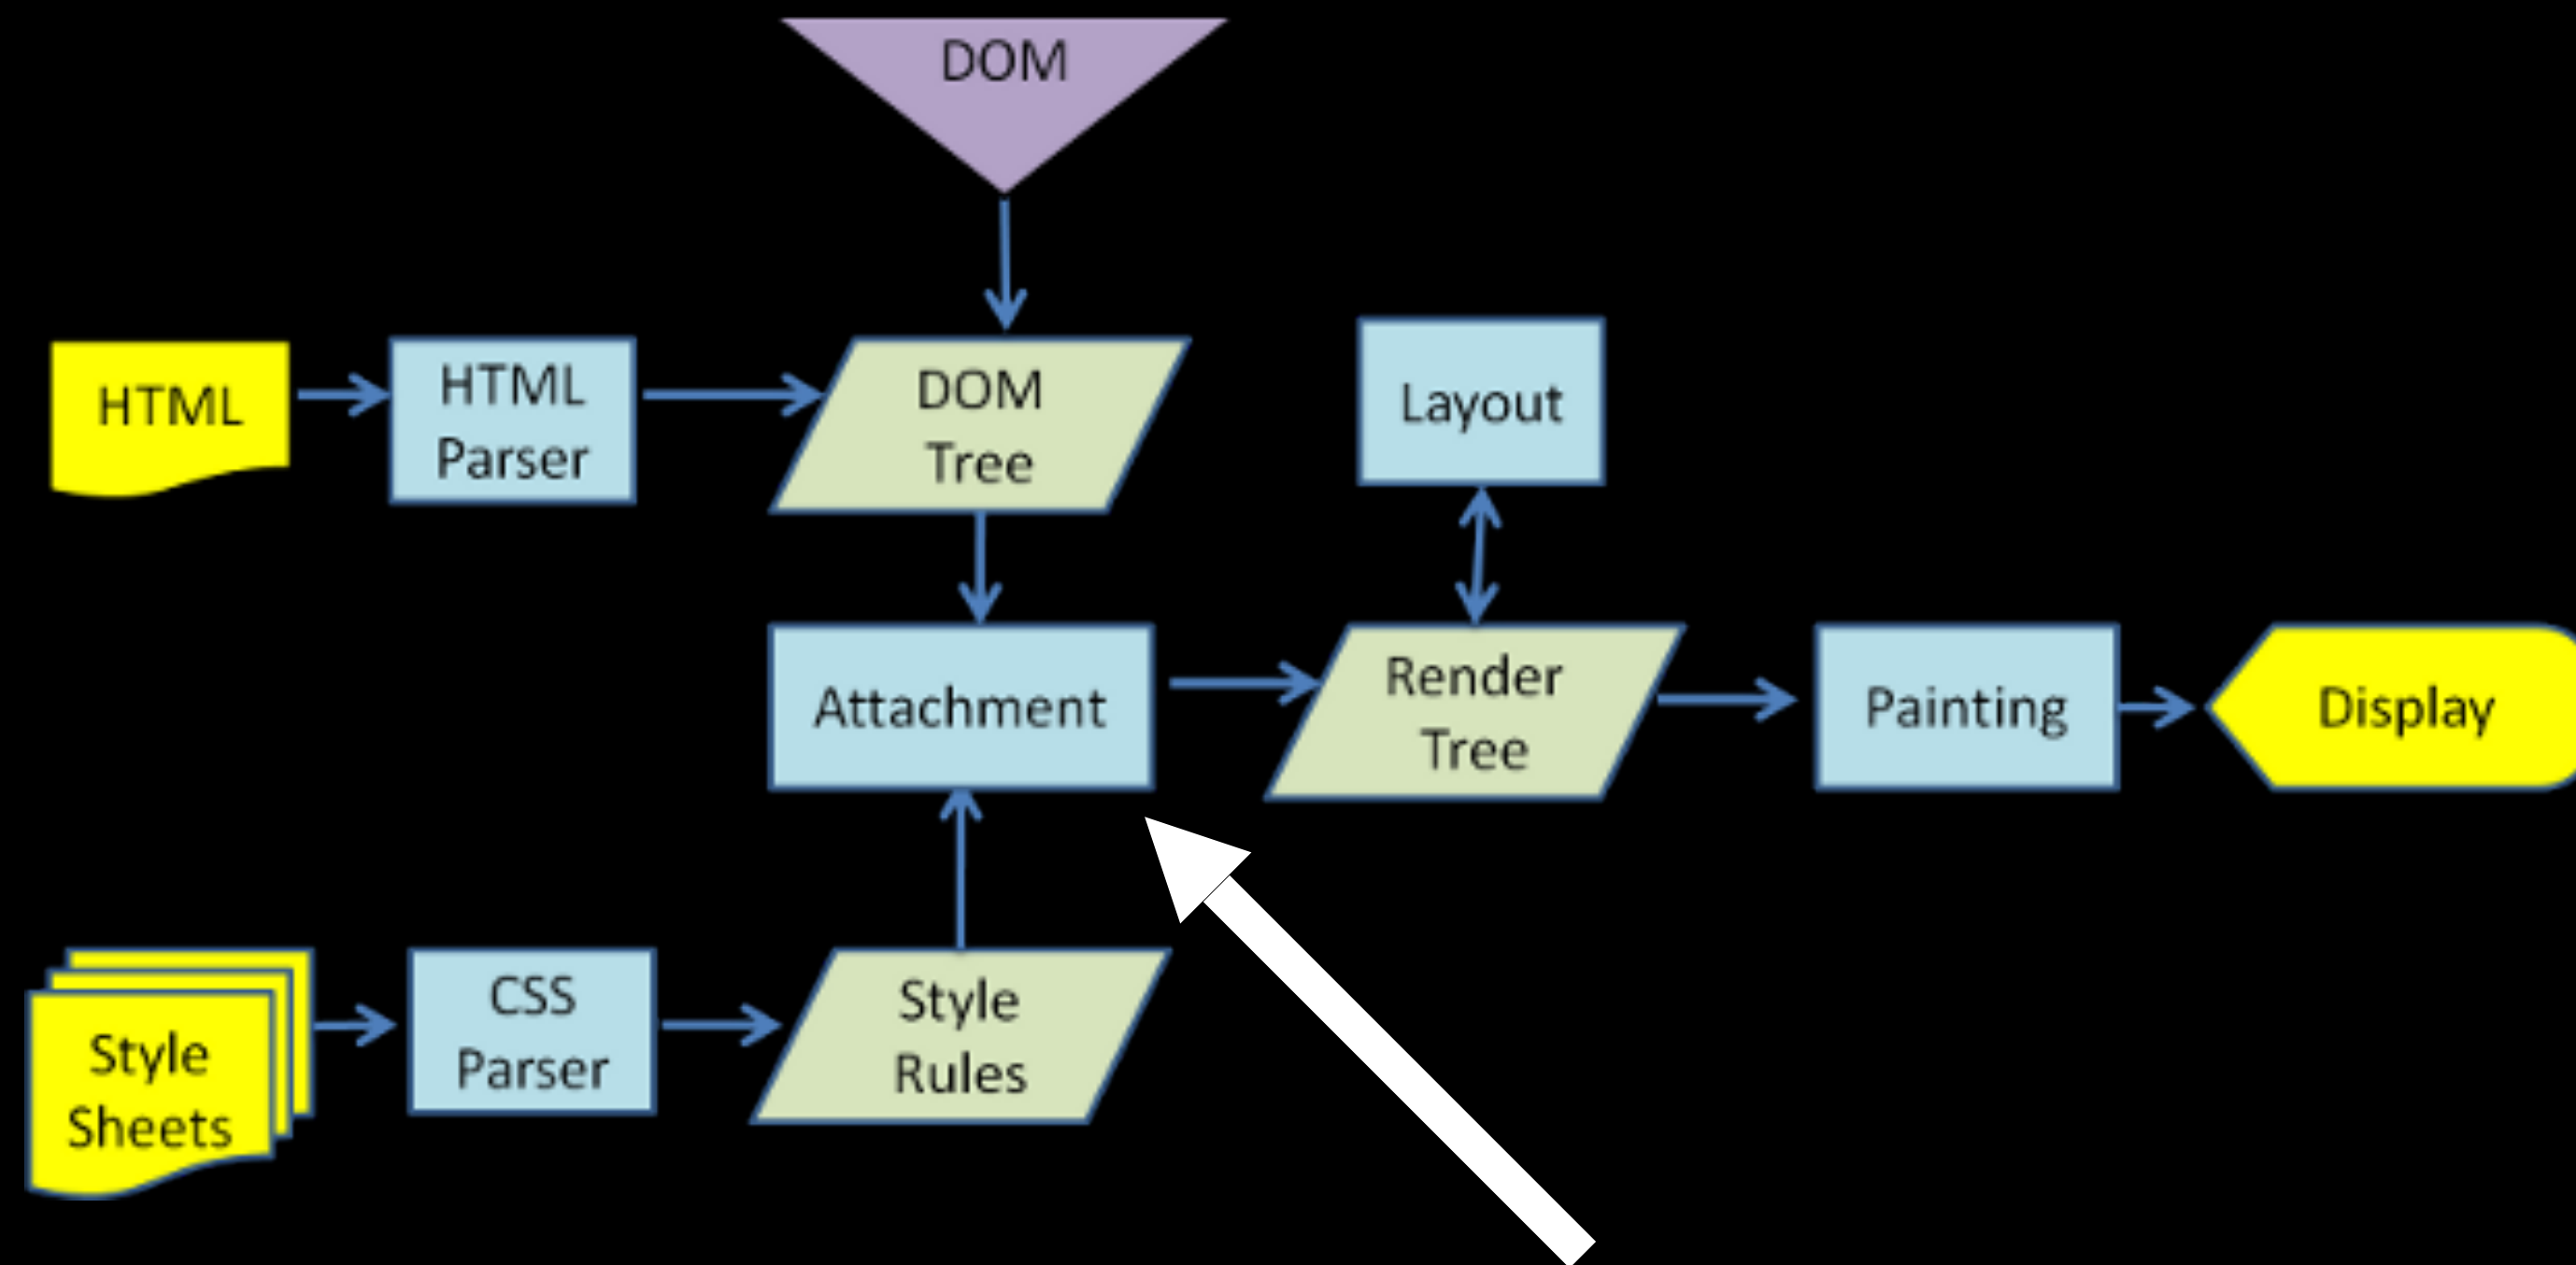 DOM
HTML
HTML
Parser
DOM
Tree
Layout
Attachment
Render
Tree
Painting
Display
Style
Sheets
CSS
Parser
Style
Rules